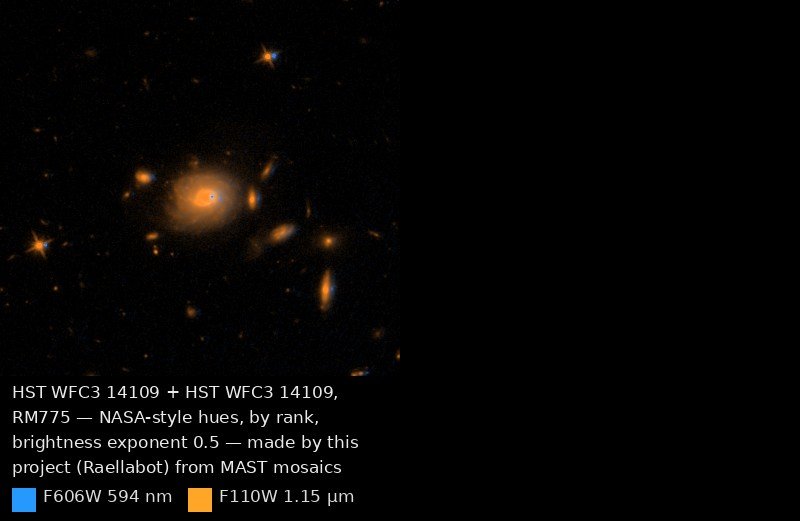 HST WFC3 14109 + HST WFC3 14109,
RM775 — NASA-style hues, by rank,
brightness exponent 0.5 — made by this
project (Raellabot) from MAST mosaics
F606W 594 nm F110W 1.15 μm